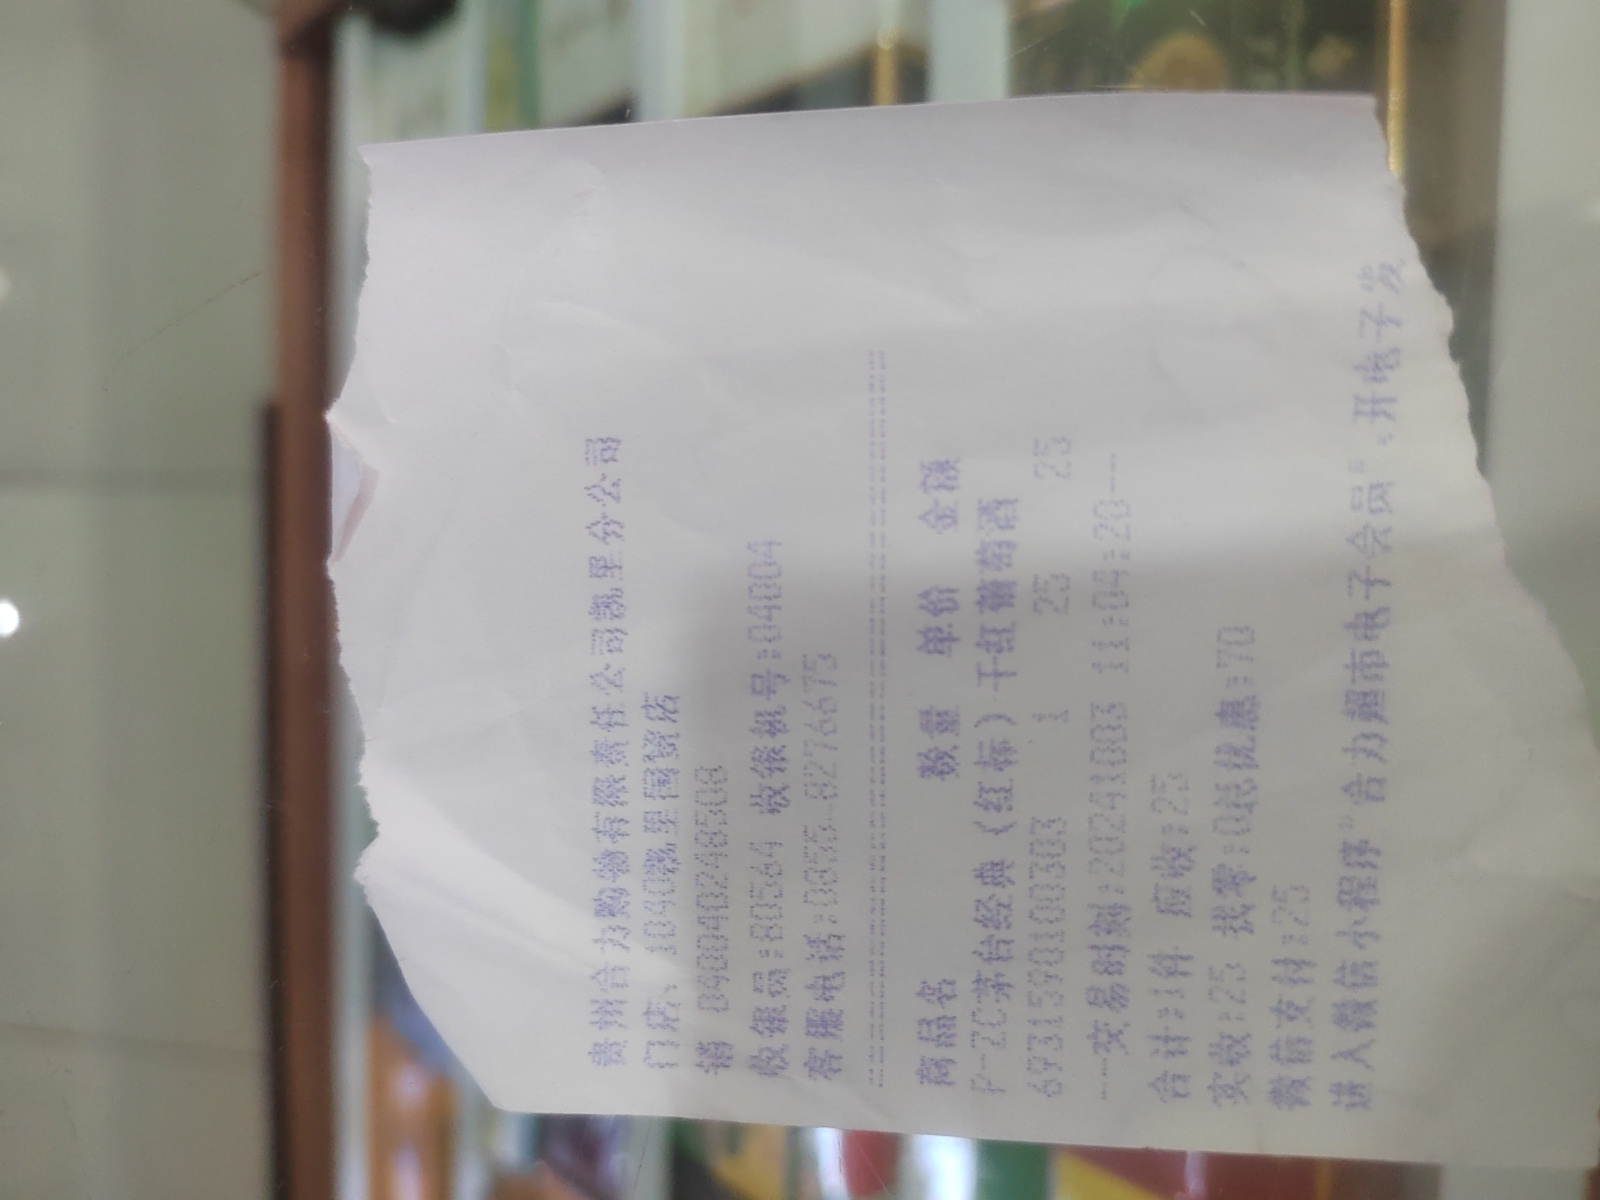 贵州合力购物有限责任公司凯里分公司
门店、1040凯里国贸店
销 040040248508
收银员:80564 收银机号:04004
客服电话:0855-8276675
商品名 数量 单价 金额
P-ZC茅台经典（红标）干红葡萄酒
6931590100303 1 25 25
---交易时刻:20241003 11:04:20---
合计:1件 应收:25
实收:25 找零:0总优惠:70
微信支付:25
进入微信小程序"合力超市电子会员",开电子发